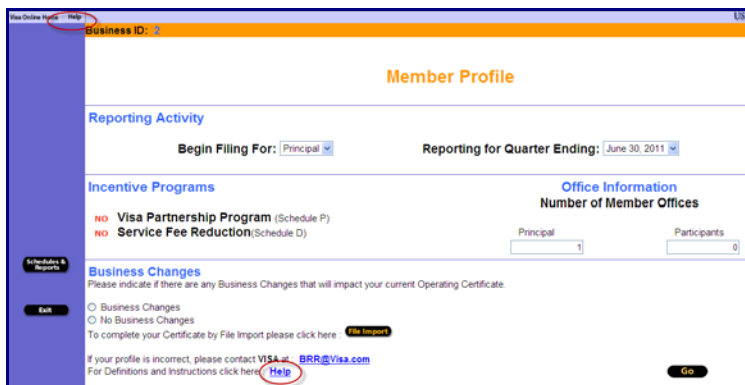 Visa Online Home Help US
Business ID: 2
Member Profile
Reporting Activity
Begin Filing For: Principal Reporting for Quarter Ending: June 30, 2011
Incentive Programs
Office Information
Number of Member Offices
NO Visa Partnership Program (Schedule P)
NO Service Fee Reduction(Schedule D)
Principal Participants
1 0
Schedules & Reports
Exit
Business Changes
Please indicate if there are any Business Changes that will impact your current Operating Certificate.
Business Changes
No Business Changes
To complete your Certificate by File Import please click here : File Import
If your profile is incorrect, please contact VISA at : BRR@Visa.com
For Definitions and Instructions click here : Help
Go